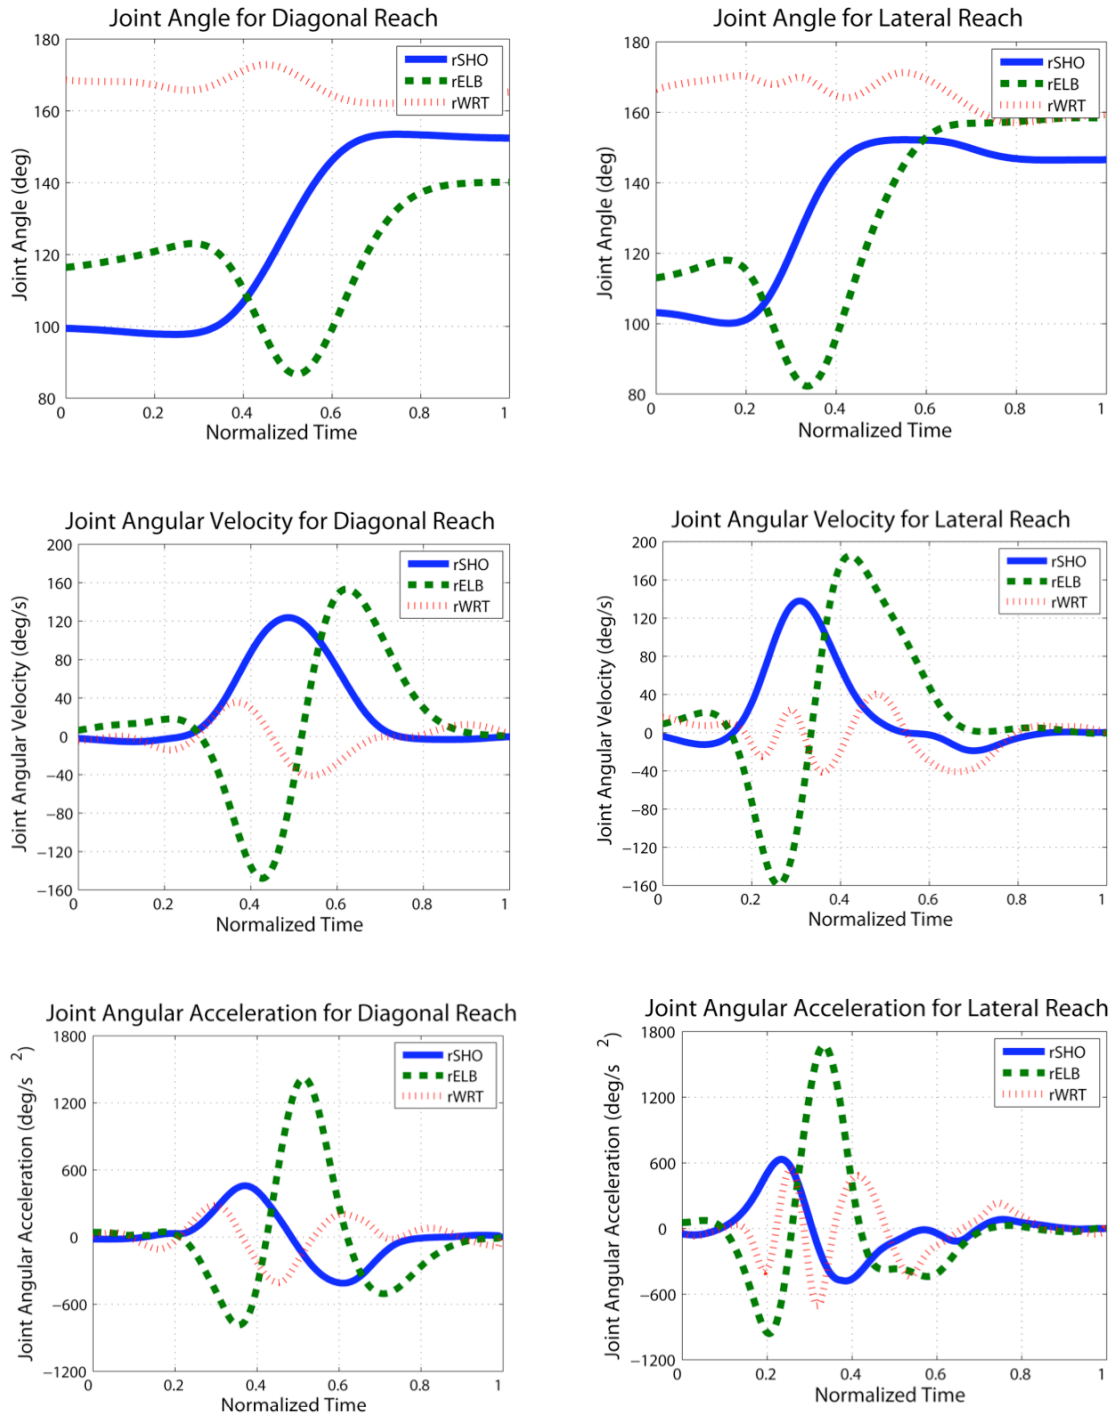 Joint Angle for Diagonal Reach
180
160
140
120
100
80
0 0.2 0.4 0.6 0.8 1
Joint Angle (deg)
Normalized Time
rSHO
rELB
rWRT
Joint Angle for Lateral Reach
180
160
140
120
100
80
0 0.2 0.4 0.6 0.8 1
Joint Angle (deg)
Normalized Time
rSHO
rELB
rWRT
Joint Angular Velocity for Diagonal Reach
200
160
120
80
40
0
−40
−80
−120
−160
0 0.2 0.4 0.6 0.8 1
Joint Angular Velocity (deg/s)
Normalized Time
rSHO
rELB
rWRT
Joint Angular Velocity for Lateral Reach
200
160
120
80
40
0
−40
−80
−120
−160
0 0.2 0.4 0.6 0.8 1
Joint Angular Velocity (deg/s)
Normalized Time
rSHO
rELB
rWRT
Joint Angular Acceleration for Diagonal Reach
1800
1200
600
0
−600
−1200
0 0.2 0.4 0.6 0.8 1
Joint Angular Acceleration (deg/s 2)
Normalized Time
rSHO
rELB
rWRT
Joint Angular Acceleration for Lateral Reach
1800
1200
600
0
−600
−1200
0 0.2 0.4 0.6 0.8 1
Joint Angular Acceleration (deg/s 2)
Normalized Time
rSHO
rELB
rWRT